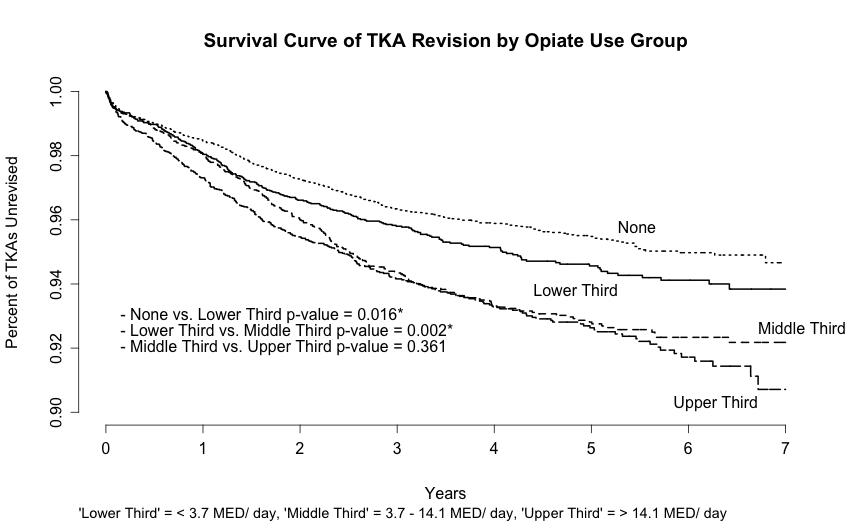 Survival Curve of TKA Revision by Opiate Use Group
Percent of TKAs Unrevised
1.00
0.98
0.96
0.94
0.92
0.90
None
Lower Third
Middle Third
Upper Third
- None vs. Lower Third p-value = 0.016*
- Lower Third vs. Middle Third p-value = 0.002*
- Middle Third vs. Upper Third p-value = 0.361
0 1 2 3 4 5 6 7
Years
'Lower Third' = < 3.7 MED/ day, 'Middle Third' = 3.7 - 14.1 MED/ day, 'Upper Third' = > 14.1 MED/ day